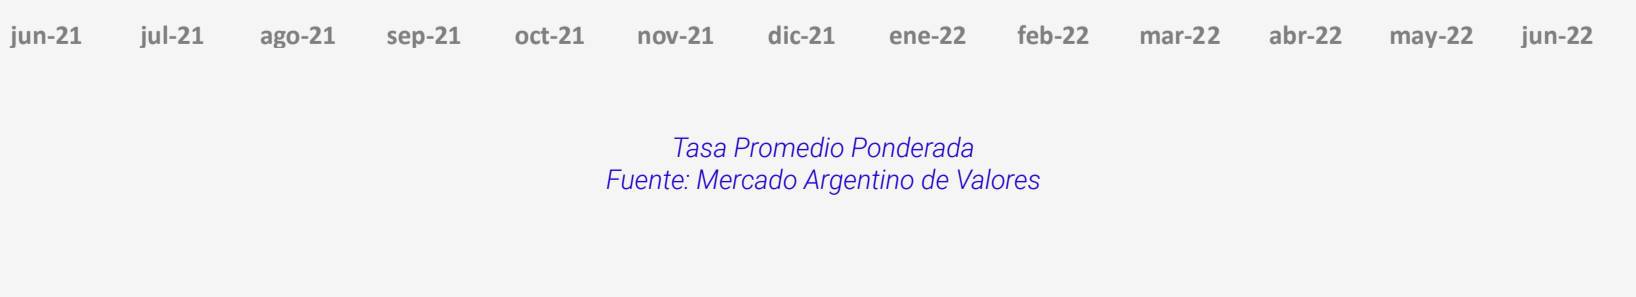 jun-21 jul-21 ago-21 sep-21 oct-21 nov-21 dic-21 ene-22 feb-22 mar-22 abr-22 may-22 jun-22
Tasa Promedio Ponderada
Fuente: Mercado Argentino de Valores